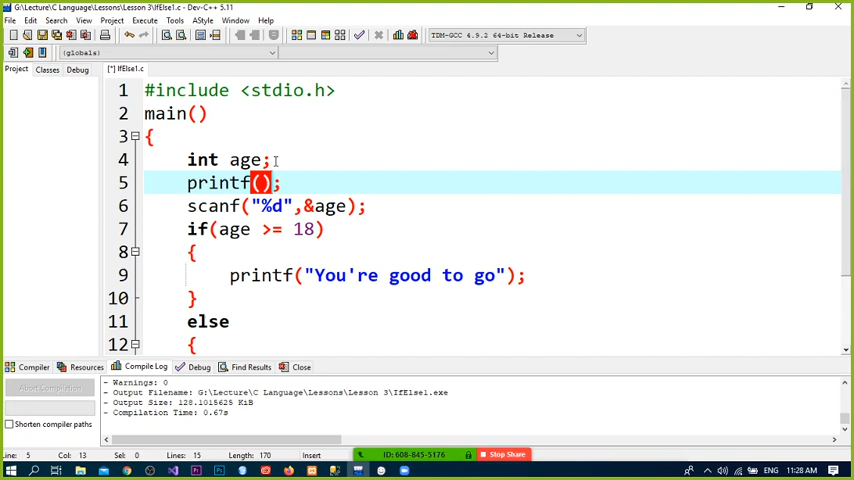 G:\Lecture\C Language\Lessons\Lesson 3\IfElse1.c - Dev-C++ 5.11
File Edit Search View Project Execute Tools AStyle Window Help
TDM-GCC 4.9.2 64-bit Release
(globals)
Project Classes Debug [*] IfElse1.c
1 #include <stdio.h>
2 main()
3 {
4 int age;
5 printf();
6 scanf("%d",&age);
7 if(age >= 18)
8 {
9 printf("You're good to go");
10 }
11 else
12 {
Compiler Resources Compile Log Debug Find Results Close
Abort Compilation
Shorten compiler paths
- Warnings: 0
- Output Filename: G:\Lecture\C Language\Lessons\Lesson 3\IfElse1.exe
- Output Size: 128.1015625 KiB
- Compilation Time: 0.67s
Line: 5 Col: 13 Sel: 0 Lines: 15 Length: 170 Insert
ID: 608-845-5176 Stop Share
ENG 11:28 AM